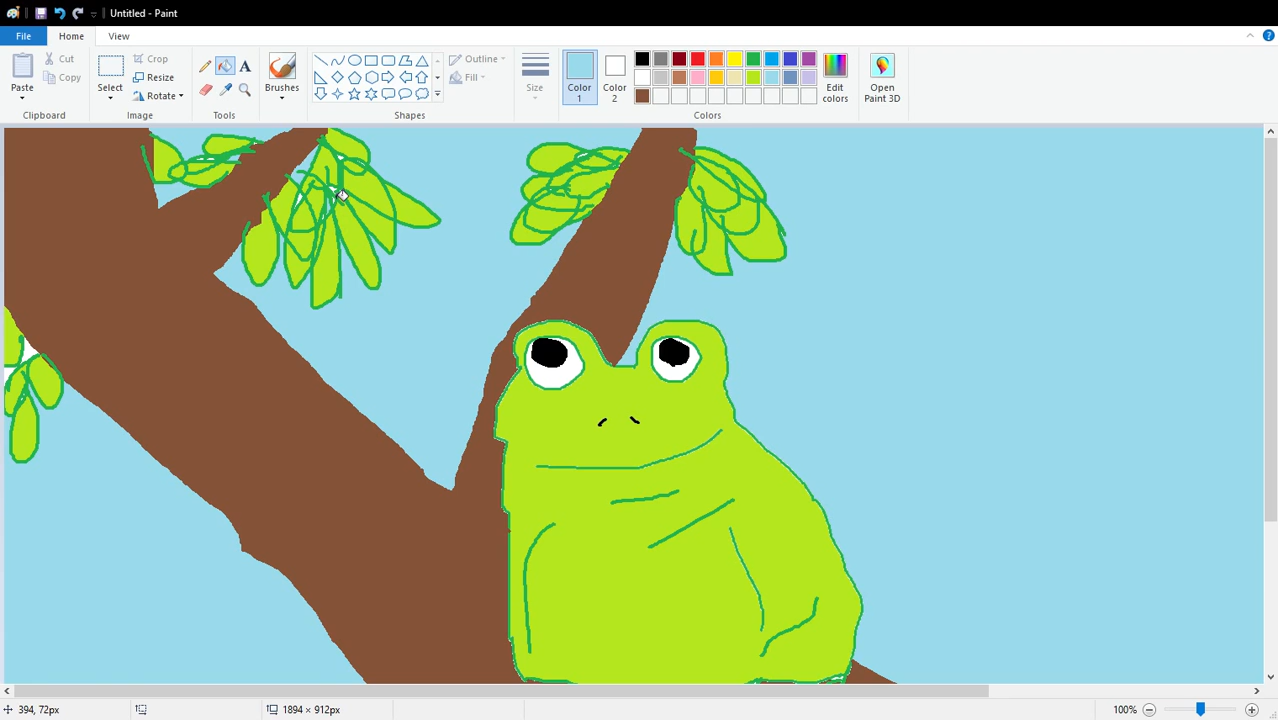 Untitled - Paint
File Home View
Paste Cut Copy
Clipboard
Select Crop Resize Rotate
Image
A
Tools
Brushes
Outline Fill
Shapes
Size
Color 1
Color 2
Edit colors
Colors
Open Paint 3D
394, 72px
1894 × 912px
100%